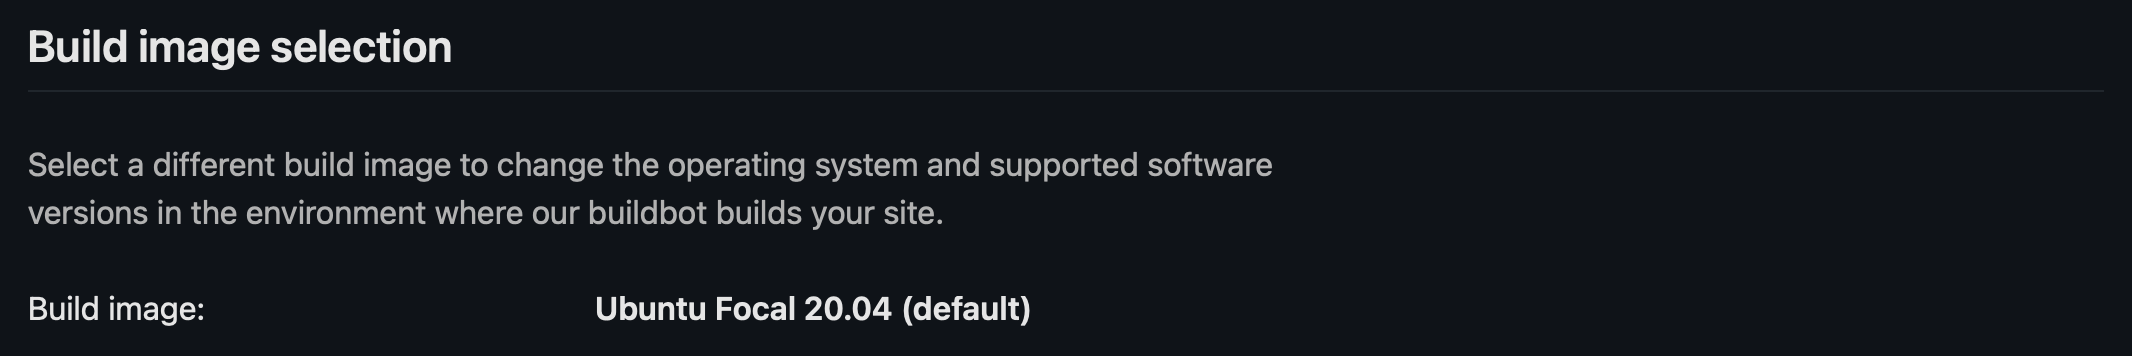 Build image selection
Select a different build image to change the operating system and supported software
versions in the environment where our buildbot builds your site.
Build image: Ubuntu Focal 20.04 (default)